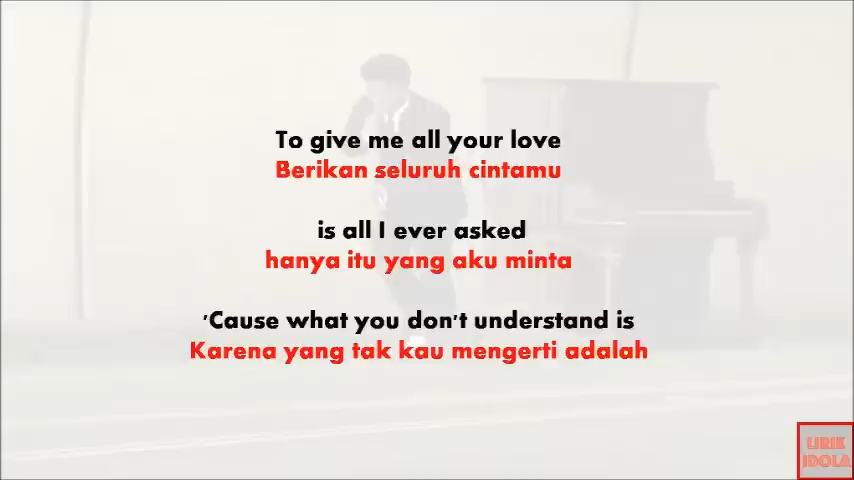 To give me all your love
Berikan seluruh cintamu
is all I ever asked
hanya itu yang aku minta
'Cause what you don't understand is
Karena yang tak kau mengerti adalah
LIRIK
IDOLA